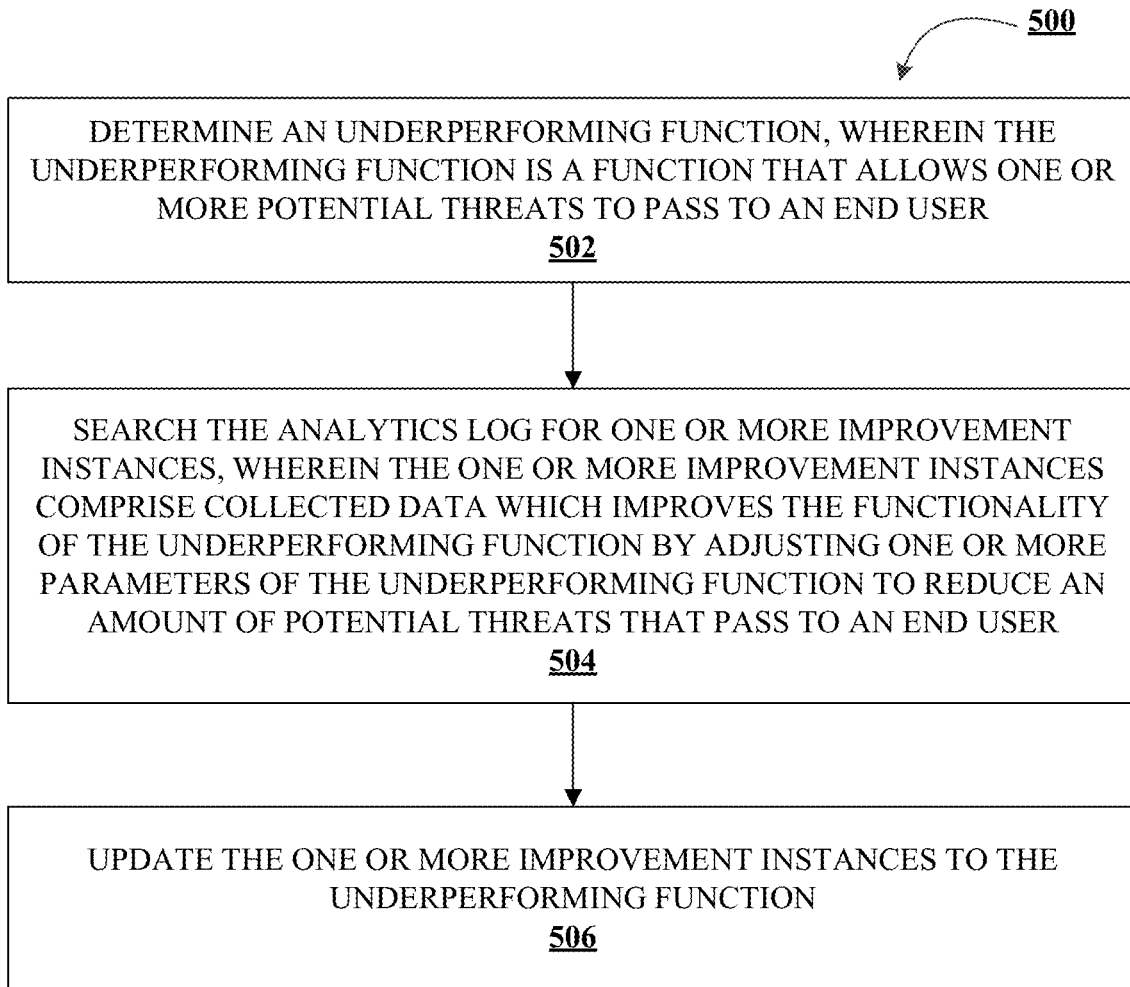 500
DETERMINE AN UNDERPERFORMING FUNCTION, WHEREIN THE
UNDERPERFORMING FUNCTION IS A FUNCTION THAT ALLOWS ONE OR
MORE POTENTIAL THREATS TO PASS TO AN END USER
502
SEARCH THE ANALYTICS LOG FOR ONE OR MORE IMPROVEMENT
INSTANCES, WHEREIN THE ONE OR MORE IMPROVEMENT INSTANCES
COMPRISE COLLECTED DATA WHICH IMPROVES THE FUNCTIONALITY
OF THE UNDERPERFORMING FUNCTION BY ADJUSTING ONE OR MORE
PARAMETERS OF THE UNDERPERFORMING FUNCTION TO REDUCE AN
AMOUNT OF POTENTIAL THREATS THAT PASS TO AN END USER
504
UPDATE THE ONE OR MORE IMPROVEMENT INSTANCES TO THE
UNDERPERFORMING FUNCTION
506